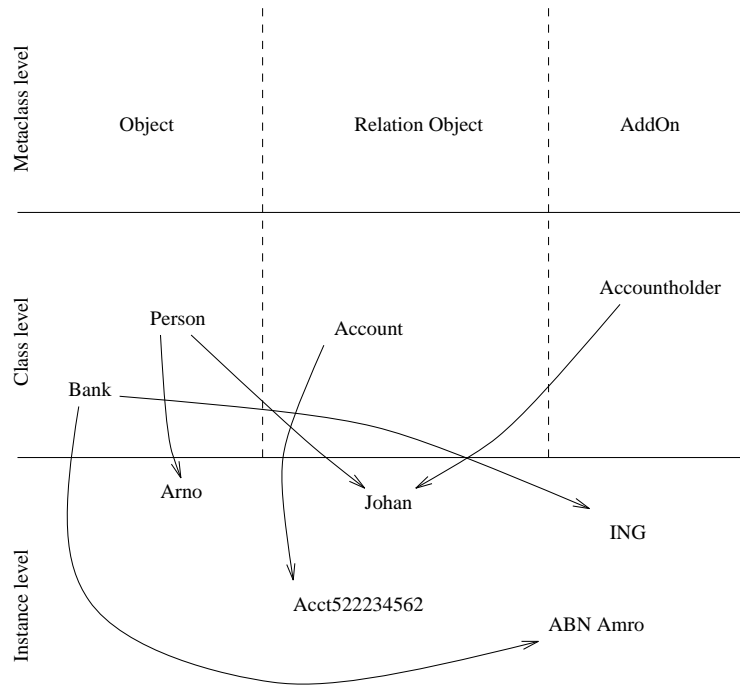 Metaclass level
Object
Relation Object
AddOn
Class level
Accountholder
Person
Account
Bank
Instance level
Arno
Johan
ING
Acct522234562
ABN Amro